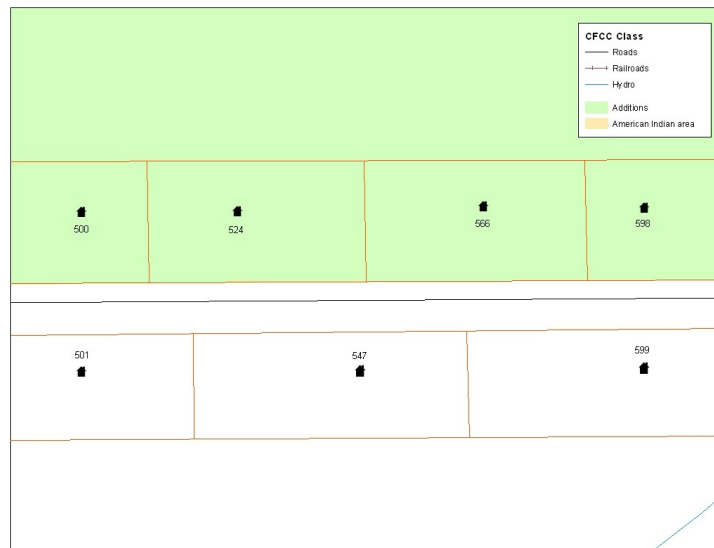 CFCC Class
Roads
Railroads
Hydro
Additions
American Indian area
500
524
566
598
501
547
599